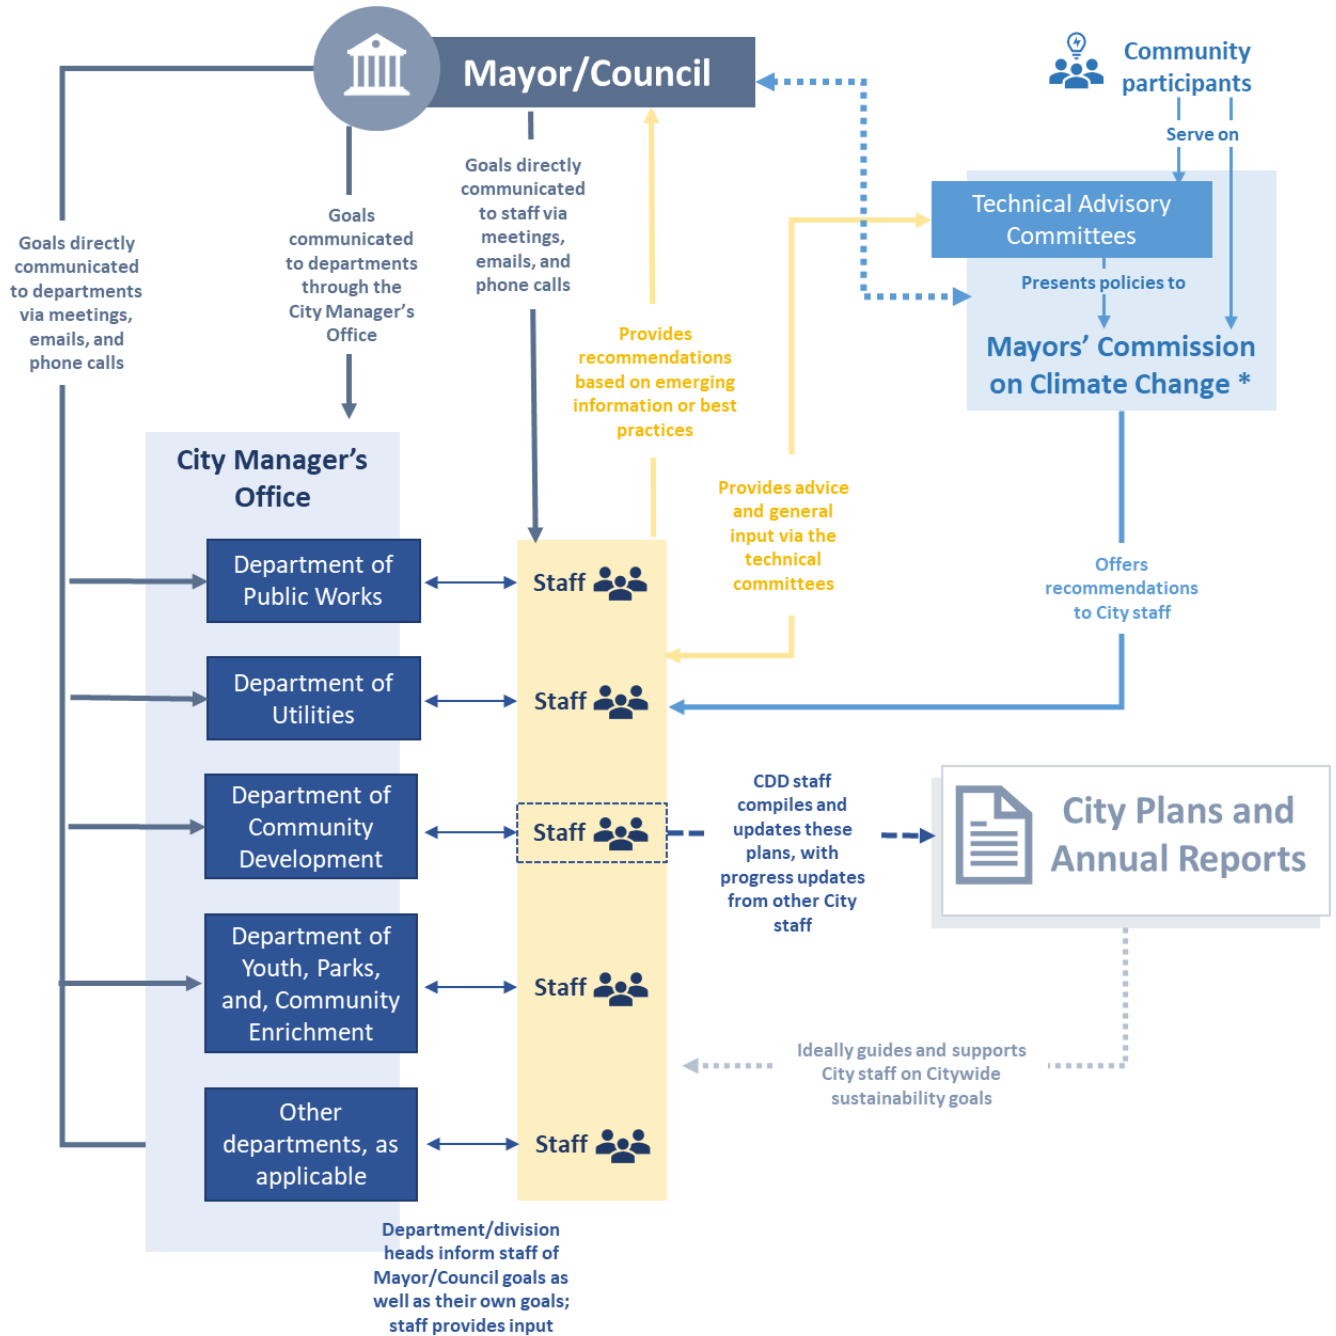 Mayor/Council
Community
participants
Serve on
Technical Advisory
Committees
Presents policies to
Mayors’ Commission
on Climate Change *
Goals directly
communicated
to departments
via meetings,
emails, and
phone calls
Goals
communicated
to departments
through the
City Manager’s
Office
Goals directly
communicated
to staff via
meetings,
emails, and
phone calls
Provides
recommendations
based on emerging
information or best
practices
Provides advice
and general
input via the
technical
committees
Offers
recommendations
to City staff
City Manager’s
Office
Department of
Public Works
Staff
Department of
Utilities
Staff
Department of
Community
Development
Staff
CDD staff
compiles and
updates these
plans, with
progress updates
from other City
staff
City Plans and
Annual Reports
Department of
Youth, Parks,
and, Community
Enrichment
Staff
Ideally guides and supports
City staff on Citywide
sustainability goals
Other
departments, as
applicable
Staff
Department/division
heads inform staff of
Mayor/Council goals as
well as their own goals;
staff provides input